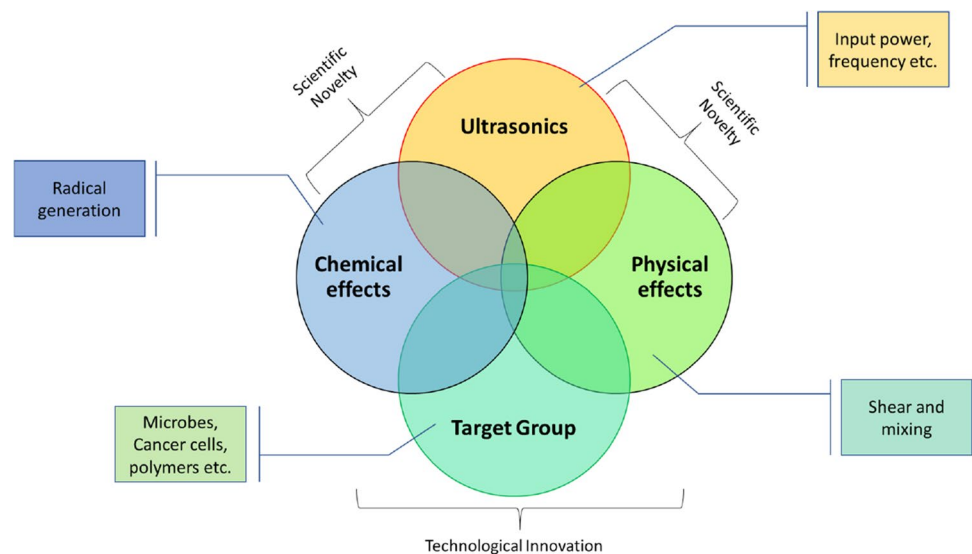 Input power,
frequency etc.
Scientific
Novelty
Scientific
Novelty
Ultrasonics
Radical
generation
Chemical
effects
Physical
effects
Microbes,
Cancer cells,
polymers etc.
Target Group
Shear and
mixing
Technological Innovation